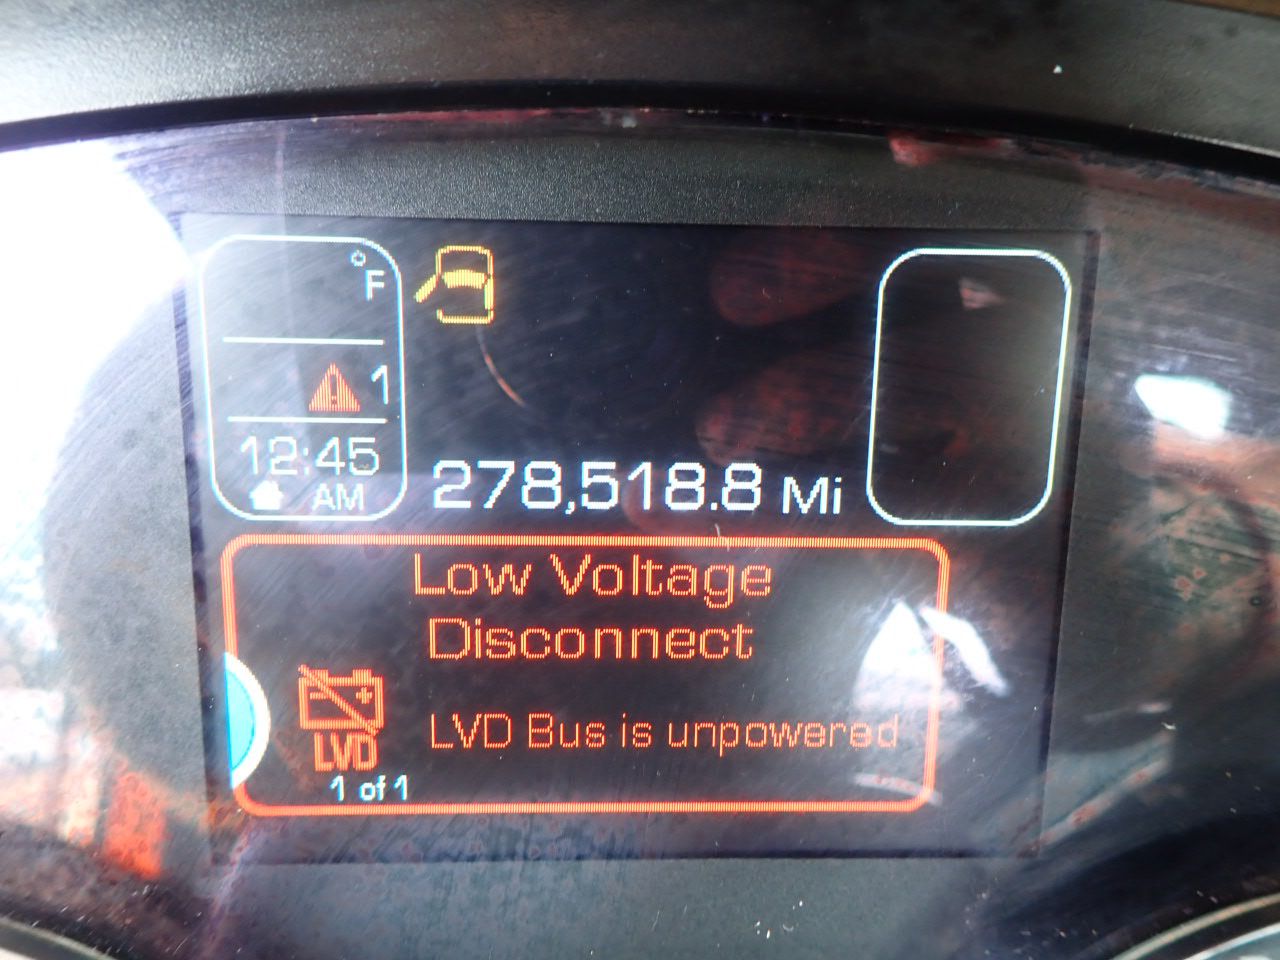 °F
1
12:45
AM
278,518.8 Mi
Low Voltage
Disconnect
LVD Bus is unpowered
LVD
1 of 1